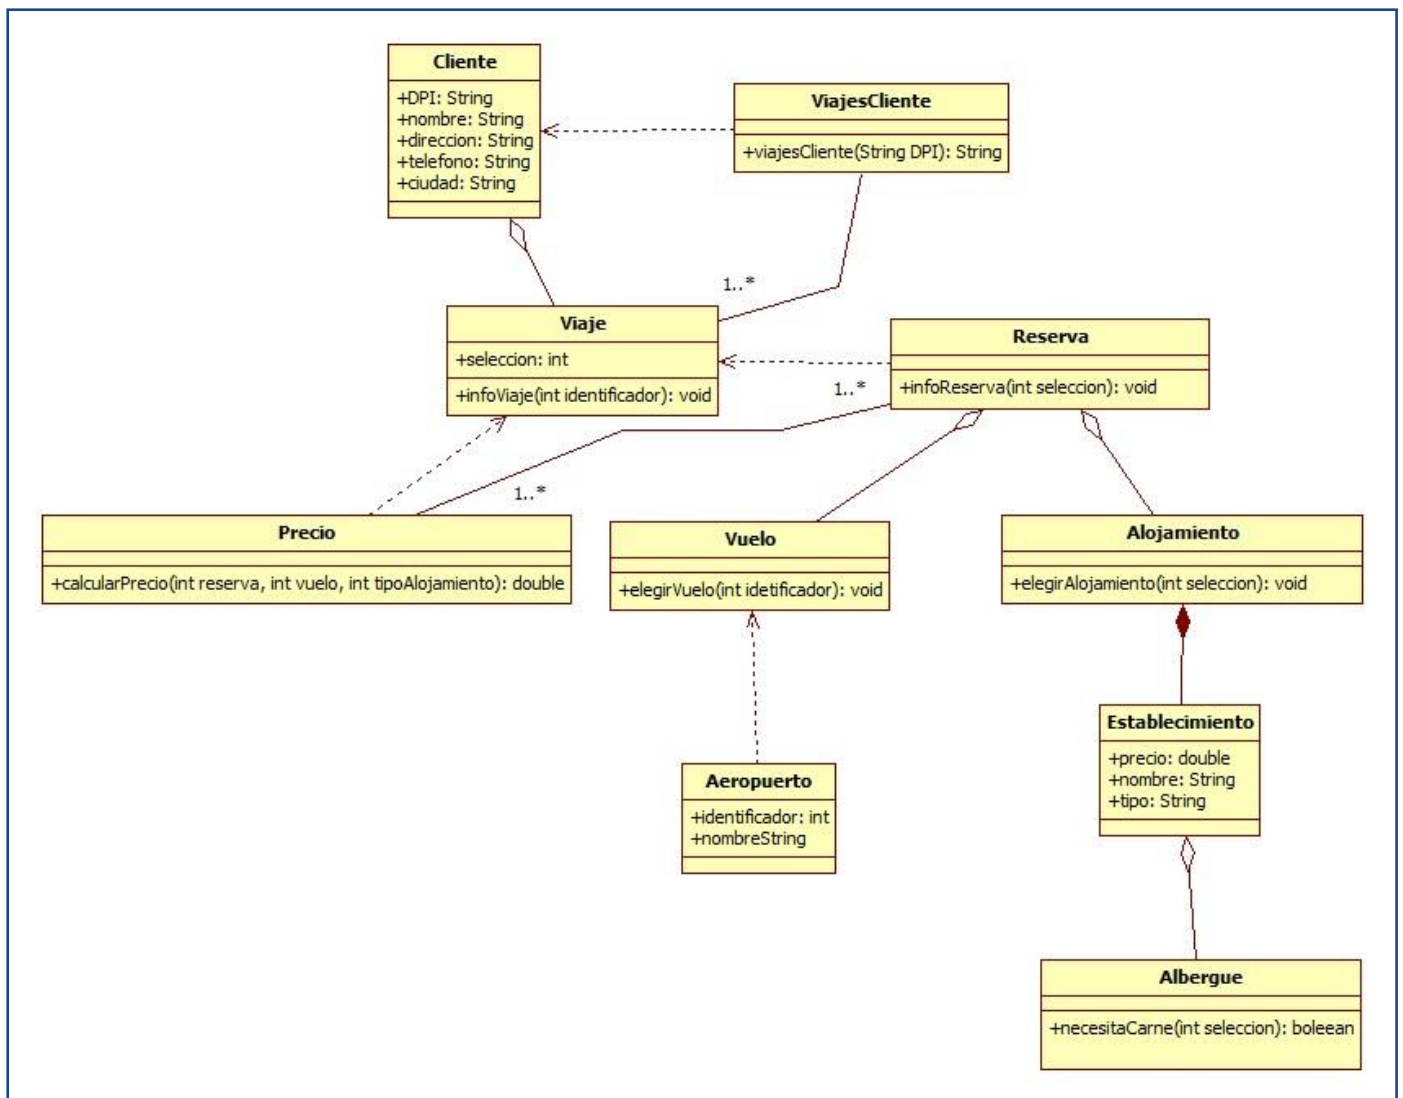 Cliente
+DPI: String
+nombre: String
+direccion: String
+telefono: String
+ciudad: String
ViajesCliente
+viajesCliente(String DPI): String
1..*
Viaje
+seleccion: int
+infoViaje(int identificador): void
Reserva
+infoReserva(int seleccion): void
1..*
1..*
Precio
+calcularPrecio(int reserva, int vuelo, int tipoAlojamiento): double
Vuelo
+elegirVuelo(int idetificador): void
Alojamiento
+elegirAlojamiento(int seleccion): void
Establecimiento
+precio: double
+nombre: String
+tipo: String
Aeropuerto
+identificador: int
+nombreString
Albergue
+necesitaCarne(int seleccion): boleean